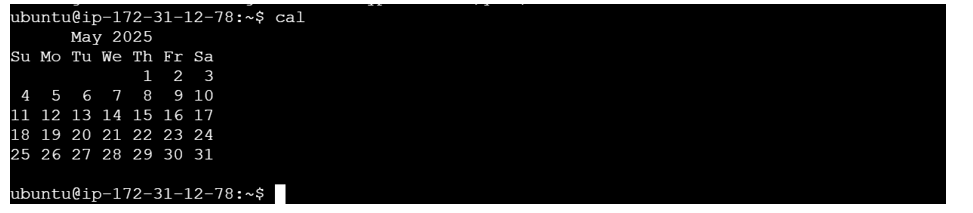 ubuntu@ip-172-31-12-78:~$ cal
      May 2025
Su Mo Tu We Th Fr Sa
             1  2  3
 4  5  6  7  8  9 10
11 12 13 14 15 16 17
18 19 20 21 22 23 24
25 26 27 28 29 30 31
ubuntu@ip-172-31-12-78:~$